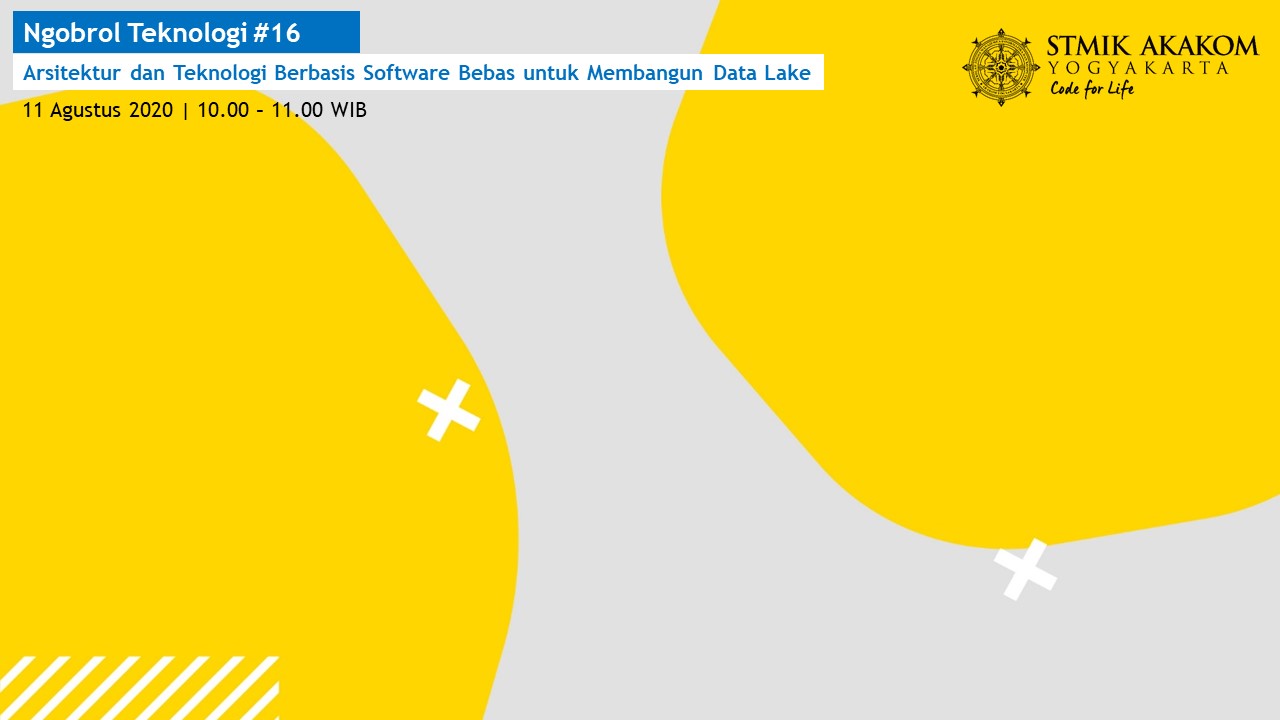 Ngobrol Teknologi #16
Arsitektur dan Teknologi Berbasis Software Bebas untuk Membangun Data Lake
11 Agustus 2020 | 10.00 – 11.00 WIB
STMIK AKAKOM
YOGYAKARTA
Code for Life